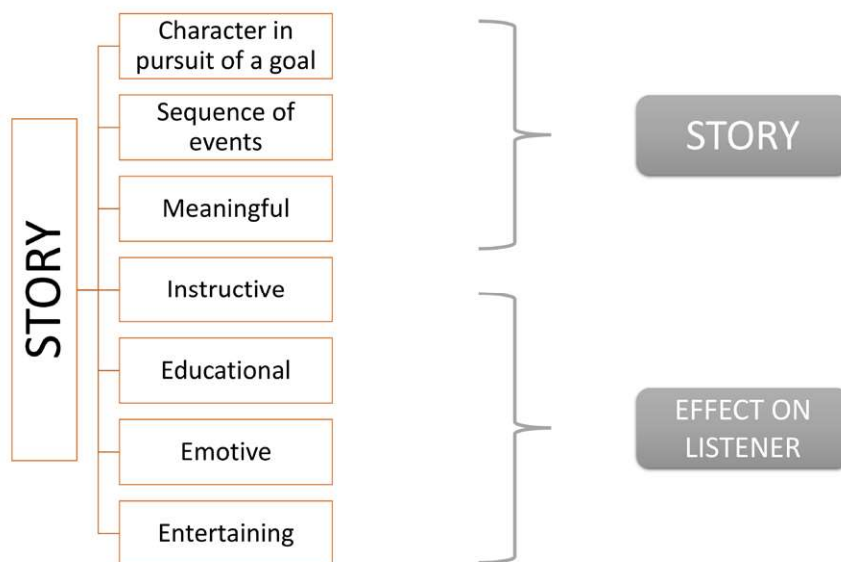 STORY
Character in
pursuit of a goal
Sequence of
events
Meaningful
Instructive
Educational
Emotive
Entertaining
STORY
EFFECT ON
LISTENER